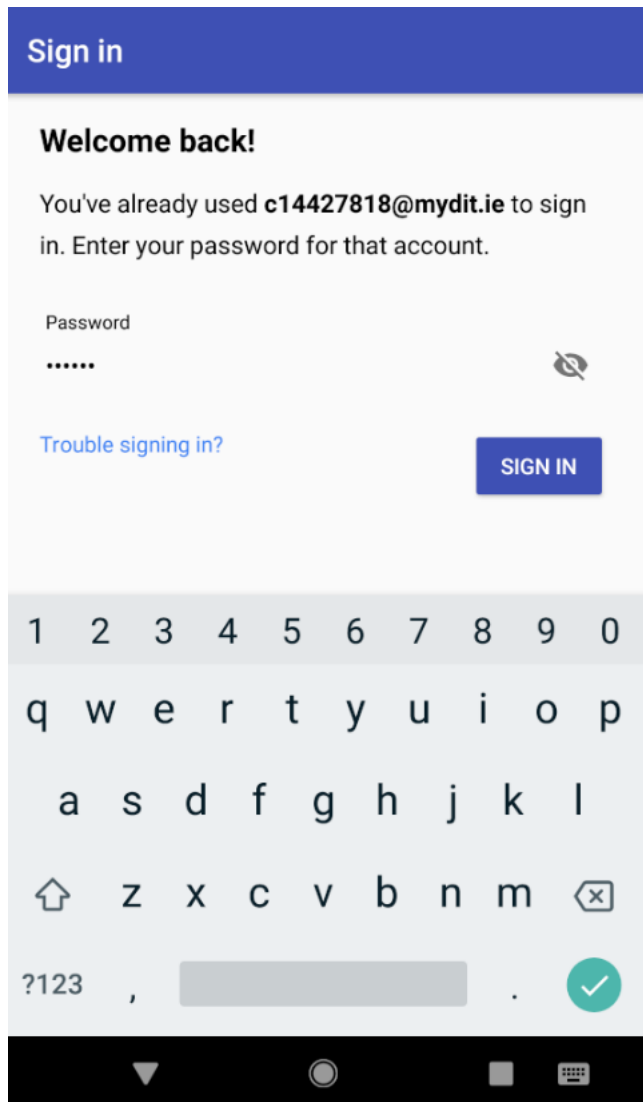 Sign in
Welcome back!
You've already used c14427818@mydit.ie to sign
in. Enter your password for that account.
Password
••••••
Trouble signing in?
SIGN IN
1 2 3 4 5 6 7 8 9 0
q w e r t y u i o p
a s d f g h j k l
z x c v b n m
?123 , .